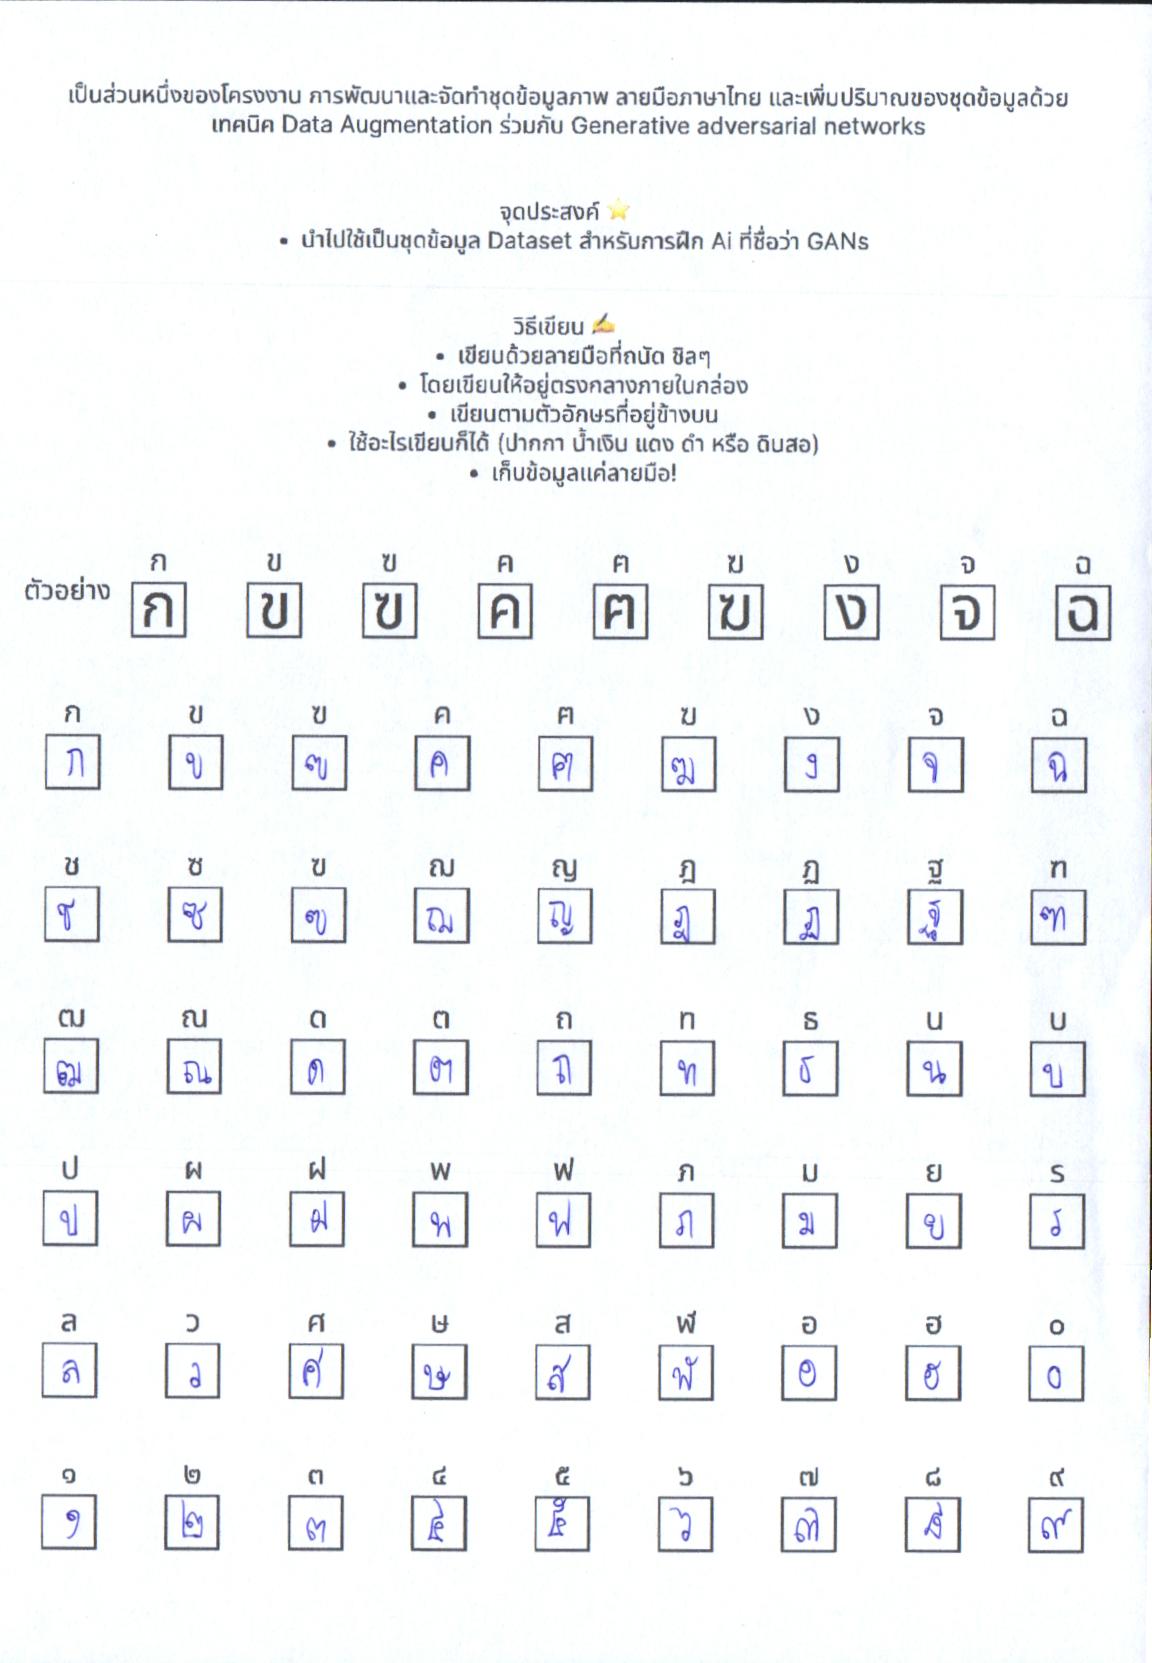 เป็นส่วนหนึ่งของโครงงาน การพัฒนาและจัดทำชุดข้อมูลภาพ ลายมือภาษาไทย และเพิ่มปริมาณของชุดข้อมูลด้วย
เทคนิค Data Augmentation ร่วมกับ Generative adversarial networks
จุดประสงค์ ⭐
• นำไปใช้เป็นชุดข้อมูล Dataset สำหรับการฝึก Ai ที่ชื่อว่า GANs
วิธีเขียน ✍
• เขียนด้วยลายมือที่ถนัด ชิลๆ
• โดยเขียนให้อยู่ตรงกลางภายในกล่อง
• เขียนตามตัวอักษรที่อยู่ข้างบน
• ใช้อะไรเขียนก็ได้ (ปากกา น้ำเงิน แดง ดำ หรือ ดินสอ)
• เก็บข้อมูลแค่ลายมือ!
ก ข ฃ ค ฅ ฆ ง จ ฉ
ตัวอย่าง ก ข ฃ ค ฅ ฆ ง จ ฉ
ก ข ฃ ค ฅ ฆ ง จ ฉ
ก ข ฃ ค ฅ ฆ ง จ ฉ
ช ซ ฃ ฌ ญ ฎ ฏ ฐ ฑ
ช ซ ฃ ฌ ญ ฎ ฏ ฐ ฑ
ฒ ณ ด ต ถ ท ธ น บ
ฒ ณ ด ต ถ ท ธ น บ
ป ผ ฝ พ ฟ ภ ม ย ร
ป ผ ฝ พ ฟ ภ ม ย ร
ล ว ศ ษ ส ฬ อ ฮ ๐
ล ว ศ ษ ส ฬ อ ฮ ๐
๑ ๒ ๓ ๔ ๕ ๖ ๗ ๘ ๙
๑ ๒ ๓ ๔ ๕ ๖ ๗ ๘ ๙